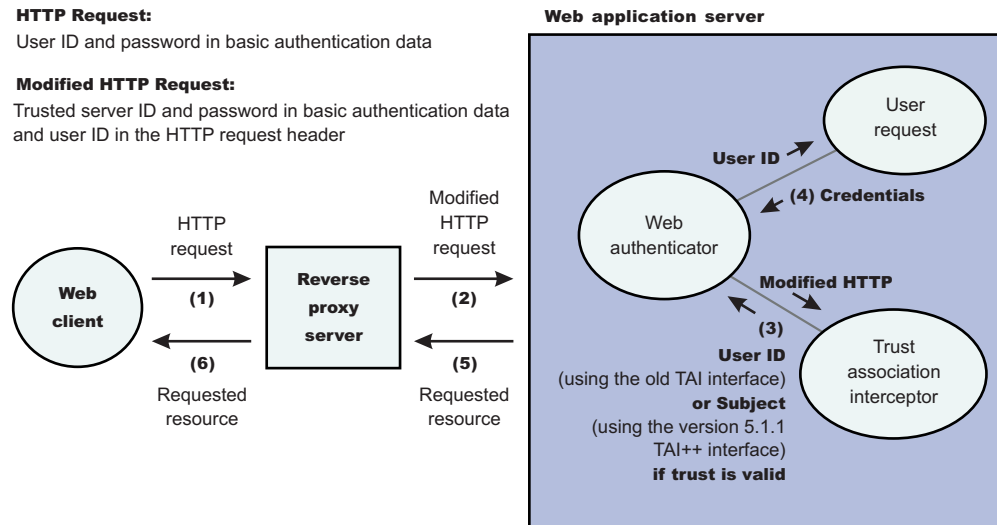 HTTP Request:
User ID and password in basic authentication data
Modified HTTP Request:
Trusted server ID and password in basic authentication data
and user ID in the HTTP request header
Web
client
HTTP
request
(1)
(6)
Requested
resource
Reverse
proxy
server
Modified
HTTP
request
(2)
(5)
Requested
resource
Web application server
User
request
User ID
(4) Credentials
Web
authenticator
Modified HTTP
(3)
User ID
(using the old TAI interface)
or Subject
(using the version 5.1.1
TAI++ interface)
if trust is valid
Trust
association
interceptor